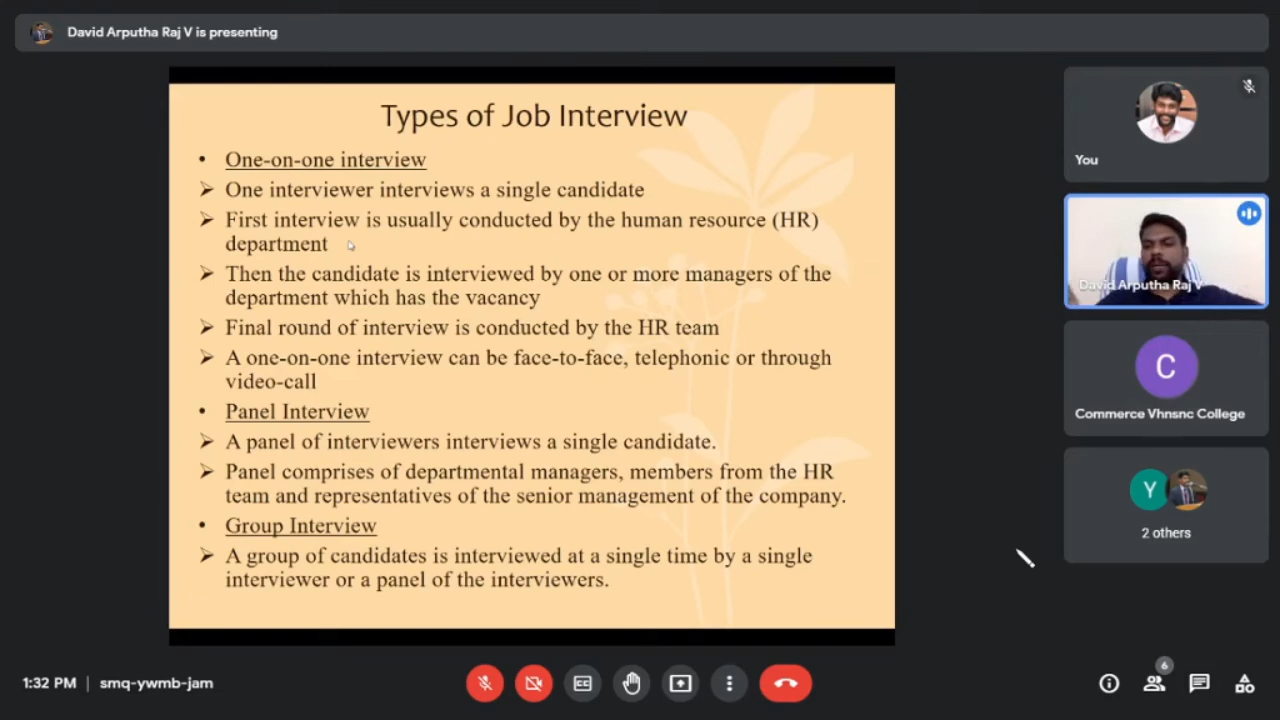 David Arputha Raj V is presenting
Types of Job Interview
• One-on-one interview
➢ One interviewer interviews a single candidate
➢ First interview is usually conducted by the human resource (HR)
department
➢ Then the candidate is interviewed by one or more managers of the
department which has the vacancy
➢ Final round of interview is conducted by the HR team
➢ A one-on-one interview can be face-to-face, telephonic or through
video-call
• Panel Interview
➢ A panel of interviewers interviews a single candidate.
➢ Panel comprises of departmental managers, members from the HR
team and representatives of the senior management of the company.
• Group Interview
➢ A group of candidates is interviewed at a single time by a single
interviewer or a panel of the interviewers.
You
David Arputha Raj V
C
Commerce Vhnsnc College
Y
2 others
1:32 PM | smq-ywmb-jam
CC
6